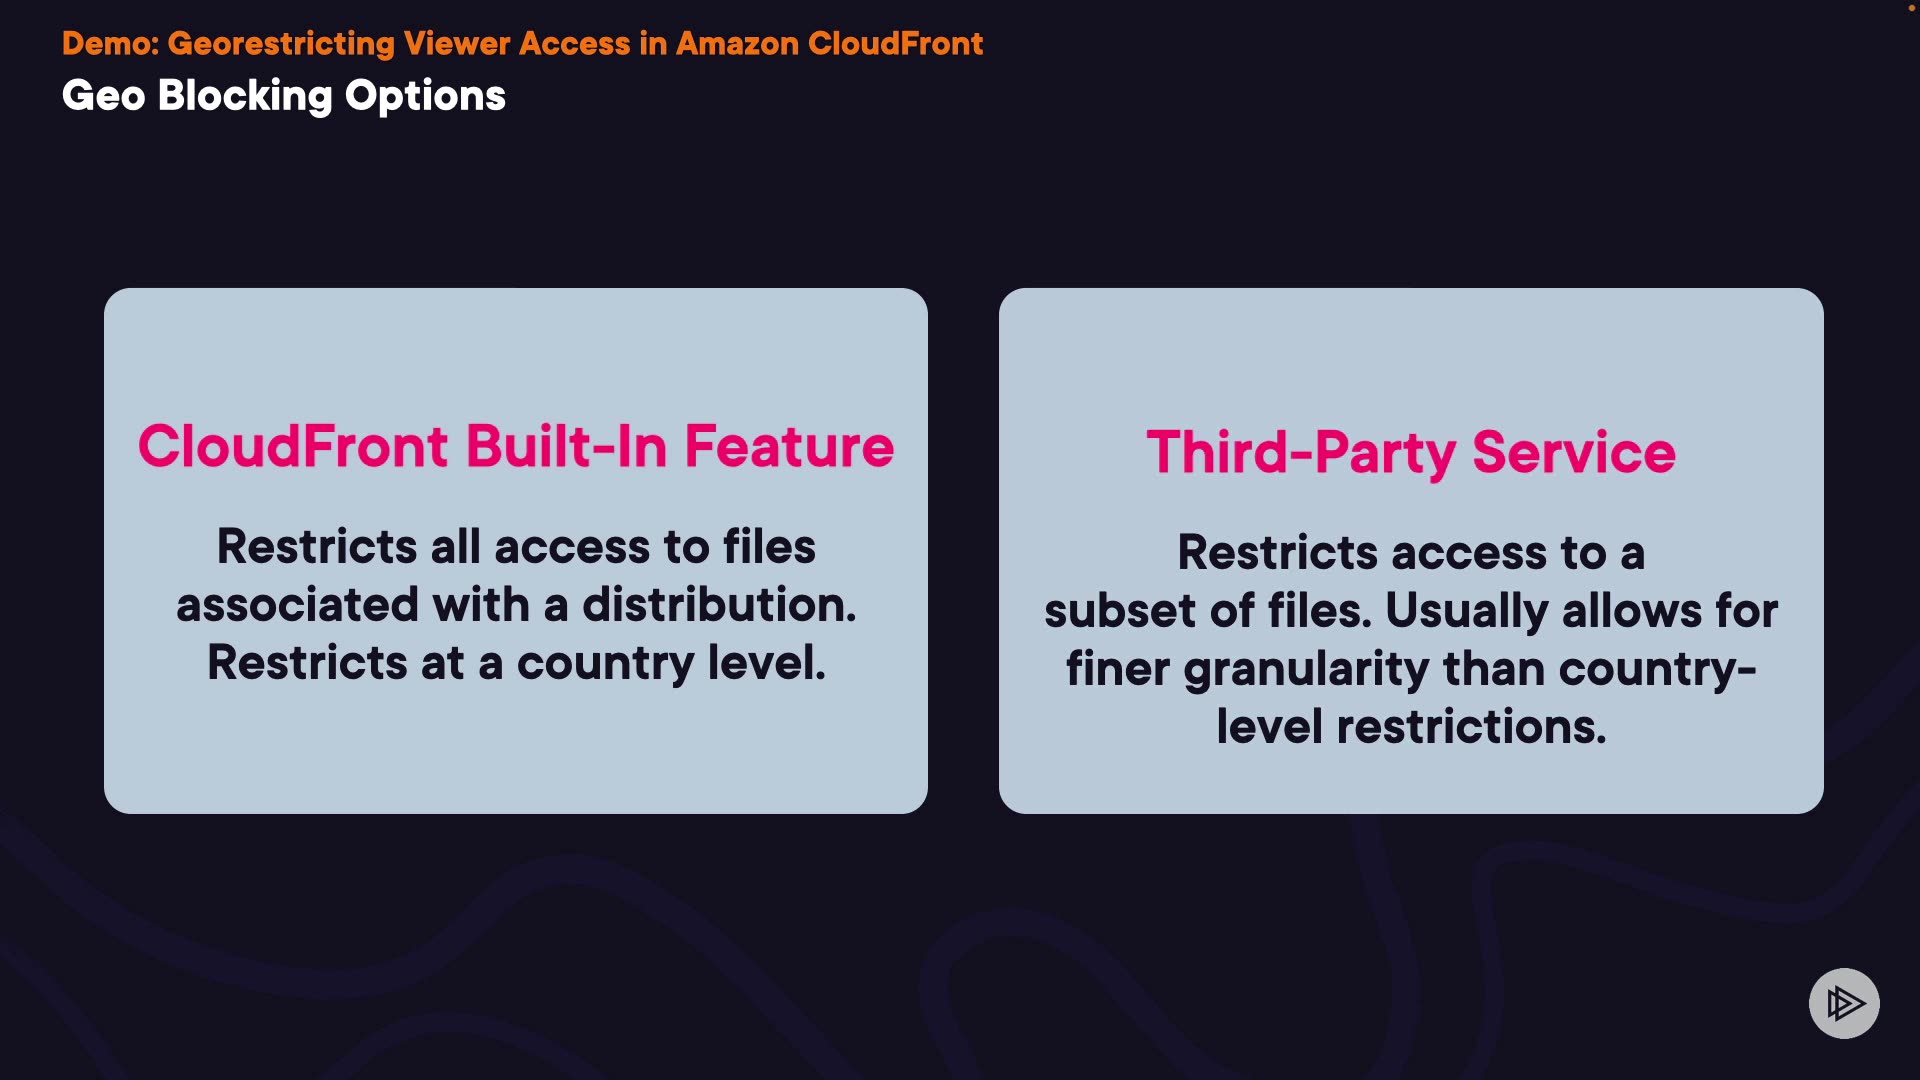 Demo: Georestricting Viewer Access in Amazon CloudFront
Geo Blocking Options
CloudFront Built-In Feature
Restricts all access to files
associated with a distribution.
Restricts at a country level.
Third-Party Service
Restricts access to a
subset of files. Usually allows for
finer granularity than country-
level restrictions.